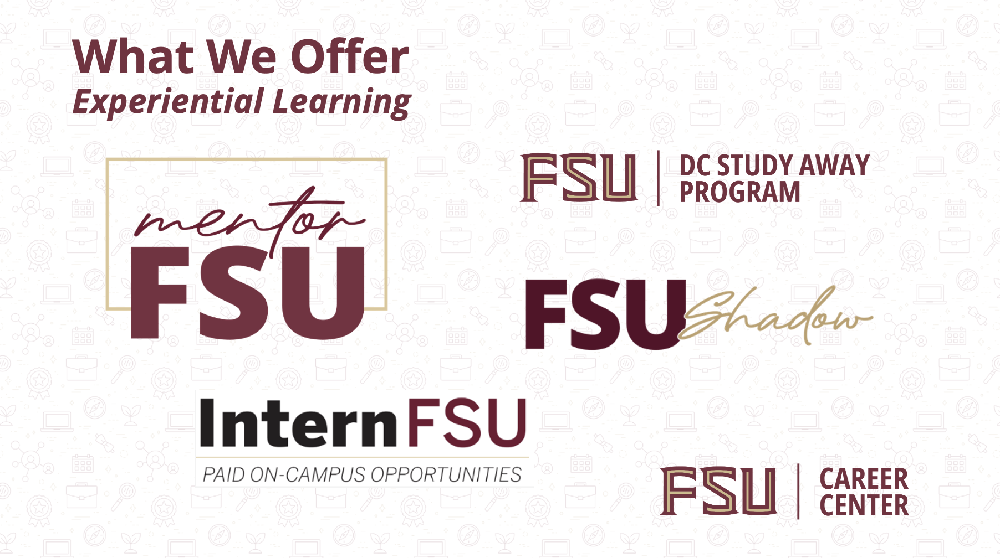 What We Offer
Experiential Learning
mentor
FSU
FSU
DC STUDY AWAY
PROGRAM
FSU Shadow
Intern FSU
PAID ON-CAMPUS OPPORTUNITIES
FSU
CAREER
CENTER